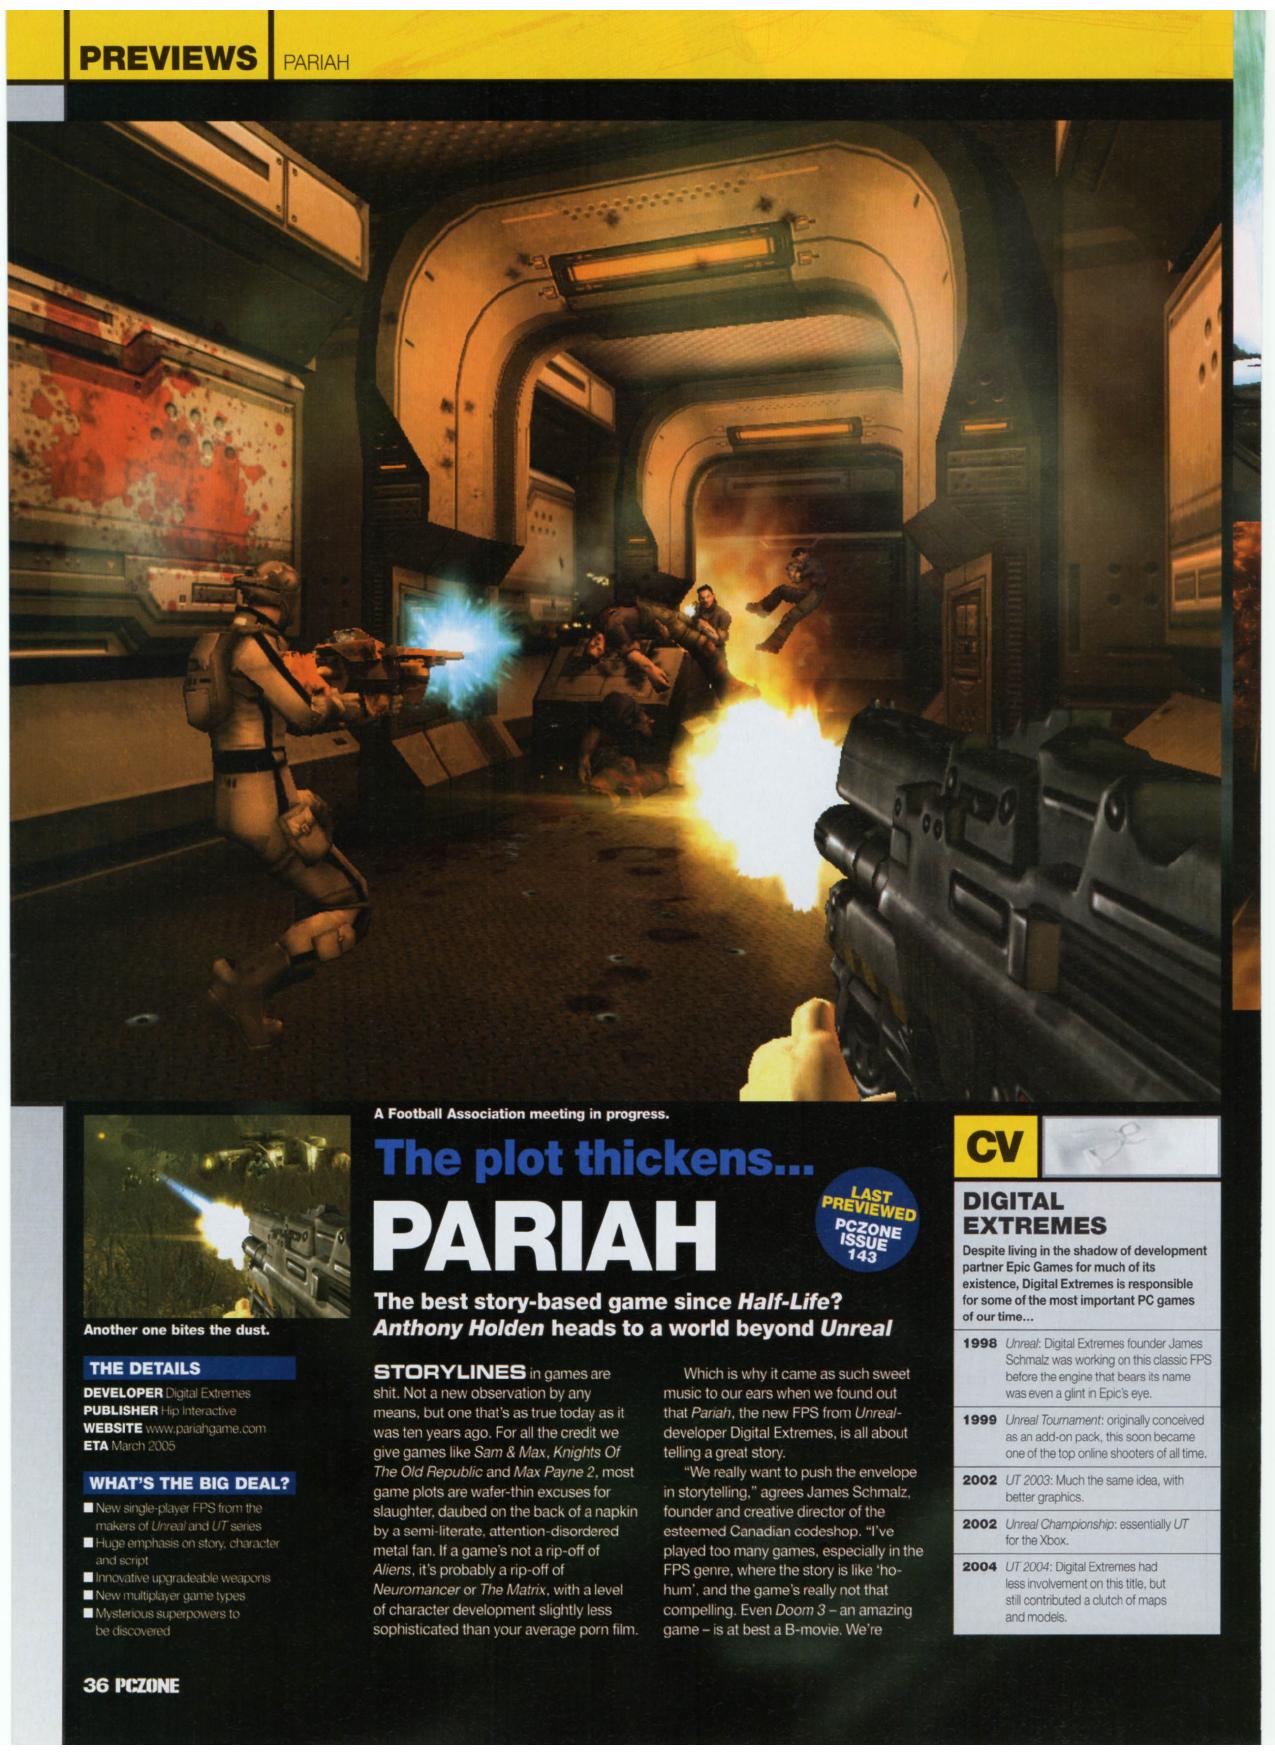 PREVIEWS PARIAH
A Football Association meeting in progress.
The plot thickens...
PARIAH
LAST
PREVIEWED
PCZONE
ISSUE
143
The best story-based game since Half-Life?
Anthony Holden heads to a world beyond Unreal
Another one bites the dust.
THE DETAILS
DEVELOPER Digital Extremes
PUBLISHER Hip Interactive
WEBSITE www.pariahgame.com
ETA March 2005
WHAT'S THE BIG DEAL?
■ New single-player FPS from the
makers of Unreal and UT series
■ Huge emphasis on story, character
and script
■ Innovative upgradeable weapons
■ New multiplayer game types
■ Mysterious superpowers to
be discovered
STORYLINES in games are
shit. Not a new observation by any
means, but one that's as true today as it
was ten years ago. For all the credit we
give games like Sam & Max, Knights Of
The Old Republic and Max Payne 2, most
game plots are wafer-thin excuses for
slaughter, daubed on the back of a napkin
by a semi-literate, attention-disordered
metal fan. If a game's not a rip-off of
Aliens, it's probably a rip-off of
Neuromancer or The Matrix, with a level
of character development slightly less
sophisticated than your average porn film.
Which is why it came as such sweet
music to our ears when we found out
that Pariah, the new FPS from Unreal-
developer Digital Extremes, is all about
telling a great story.
"We really want to push the envelope
in storytelling," agrees James Schmalz,
founder and creative director of the
esteemed Canadian codeshop. "I've
played too many games, especially in the
FPS genre, where the story is like 'ho-
hum', and the game's really not that
compelling. Even Doom 3 – an amazing
game – is at best a B-movie. We're
CV
DIGITAL
EXTREMES
Despite living in the shadow of development
partner Epic Games for much of its
existence, Digital Extremes is responsible
for some of the most important PC games
of our time...
1998 Unreal: Digital Extremes founder James
Schmalz was working on this classic FPS
before the engine that bears its name
was even a glint in Epic's eye.
1999 Unreal Tournament: originally conceived
as an add-on pack, this soon became
one of the top online shooters of all time.
2002 UT 2003: Much the same idea, with
better graphics.
2002 Unreal Championship: essentially UT
for the Xbox.
2004 UT 2004: Digital Extremes had
less involvement on this title, but
still contributed a clutch of maps
and models.
36 PCZONE